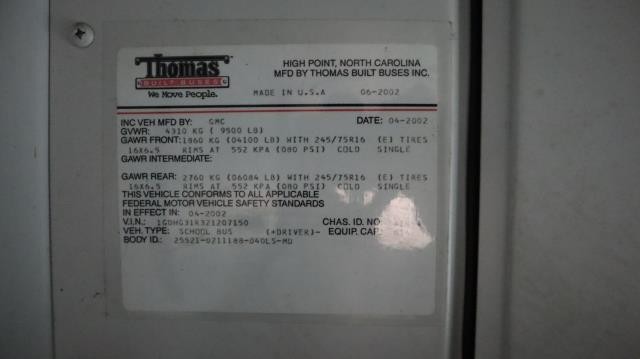 Thomas
BUILT BUSES
We Move People.
HIGH POINT, NORTH CAROLINA
MFD BY THOMAS BUILT BUSES INC.
MADE IN U.S.A 06-2002
INC VEH MFD BY: GMC DATE: 04-2002
GVWR: 4310 KG ( 9500 LB)
GAWR FRONT: 1860 KG (04100 LB) WITH 245/75R16 (E) TIRES
16X6.5 RIMS AT 552 KPA (080 PSI) COLD SINGLE
GAWR INTERMEDIATE:
GAWR REAR: 2760 KG (06084 LB) WITH 245/75R16 (E) TIRES
16X6.5 RIMS AT 552 KPA (080 PSI) COLD SINGLE
THIS VEHICLE CONFORMS TO ALL APPLICABLE
FEDERAL MOTOR VEHICLE SAFETY STANDARDS
IN EFFECT IN 04-2002
V.I.N.: 1GDHG31R321207150 CHAS. ID. NO.
VEH. TYPE: SCHOOL BUS (+DRIVER)- EQUIP. CAP.
BODY ID.: 25521-0211188-040LS-MD